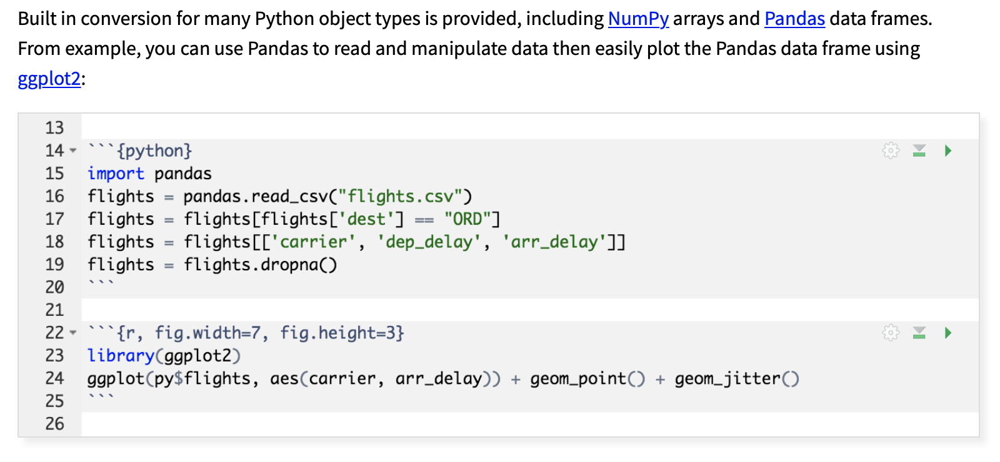 Built in conversion for many Python object types is provided, including NumPy arrays and Pandas data frames.
From example, you can use Pandas to read and manipulate data then easily plot the Pandas data frame using
ggplot2:
13
14 ```{python}
15 import pandas
16 flights = pandas.read_csv("flights.csv")
17 flights = flights[flights['dest'] == "ORD"]
18 flights = flights[['carrier', 'dep_delay', 'arr_delay']]
19 flights = flights.dropna()
20 ```
21
22 ```{r, fig.width=7, fig.height=3}
23 library(ggplot2)
24 ggplot(py$flights, aes(carrier, arr_delay)) + geom_point() + geom_jitter()
25 ```
26